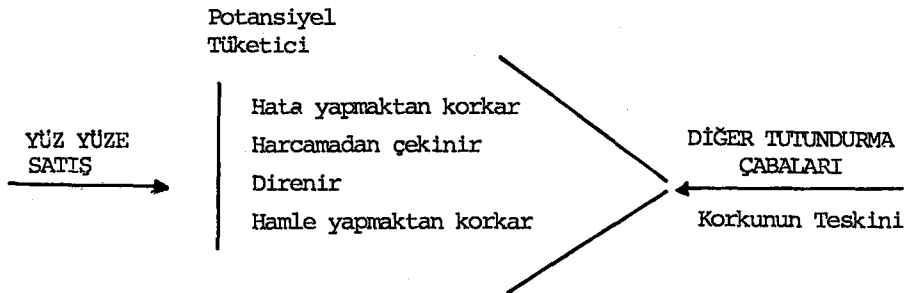 Potansiyel
Tüketici
Hata yapmaktan korkar
Harcamadan çekinir
Direnir
Hamle yapmaktan korkar
YÜZ YÜZE
SATIŞ
DİĞER TUTUNDURMA
ÇABALARI
Korkunun Teskini